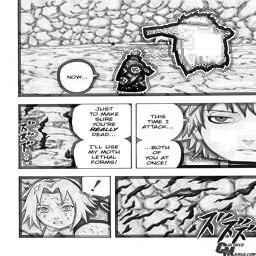 NOW...
JUST
TO MAKE
SURE
YOU'RE
REALLY
DEAD...
I'LL USE
MY MOTH
LETHAL
FORMS!
THIS TIME
I ATTACK...
...BOTH
OF YOU
AT ONCE!